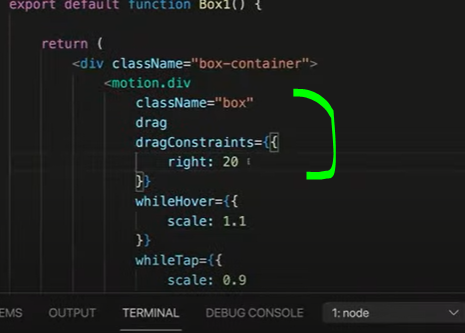 export default function Box1() {
return (
<div className="box-container">
<motion.div
className="box"
drag
dragConstraints={{
right: 20
}}
whileHover={{
scale: 1.1
}}
whileTap={{
scale: 0.9
EMS OUTPUT TERMINAL DEBUG CONSOLE 1: node